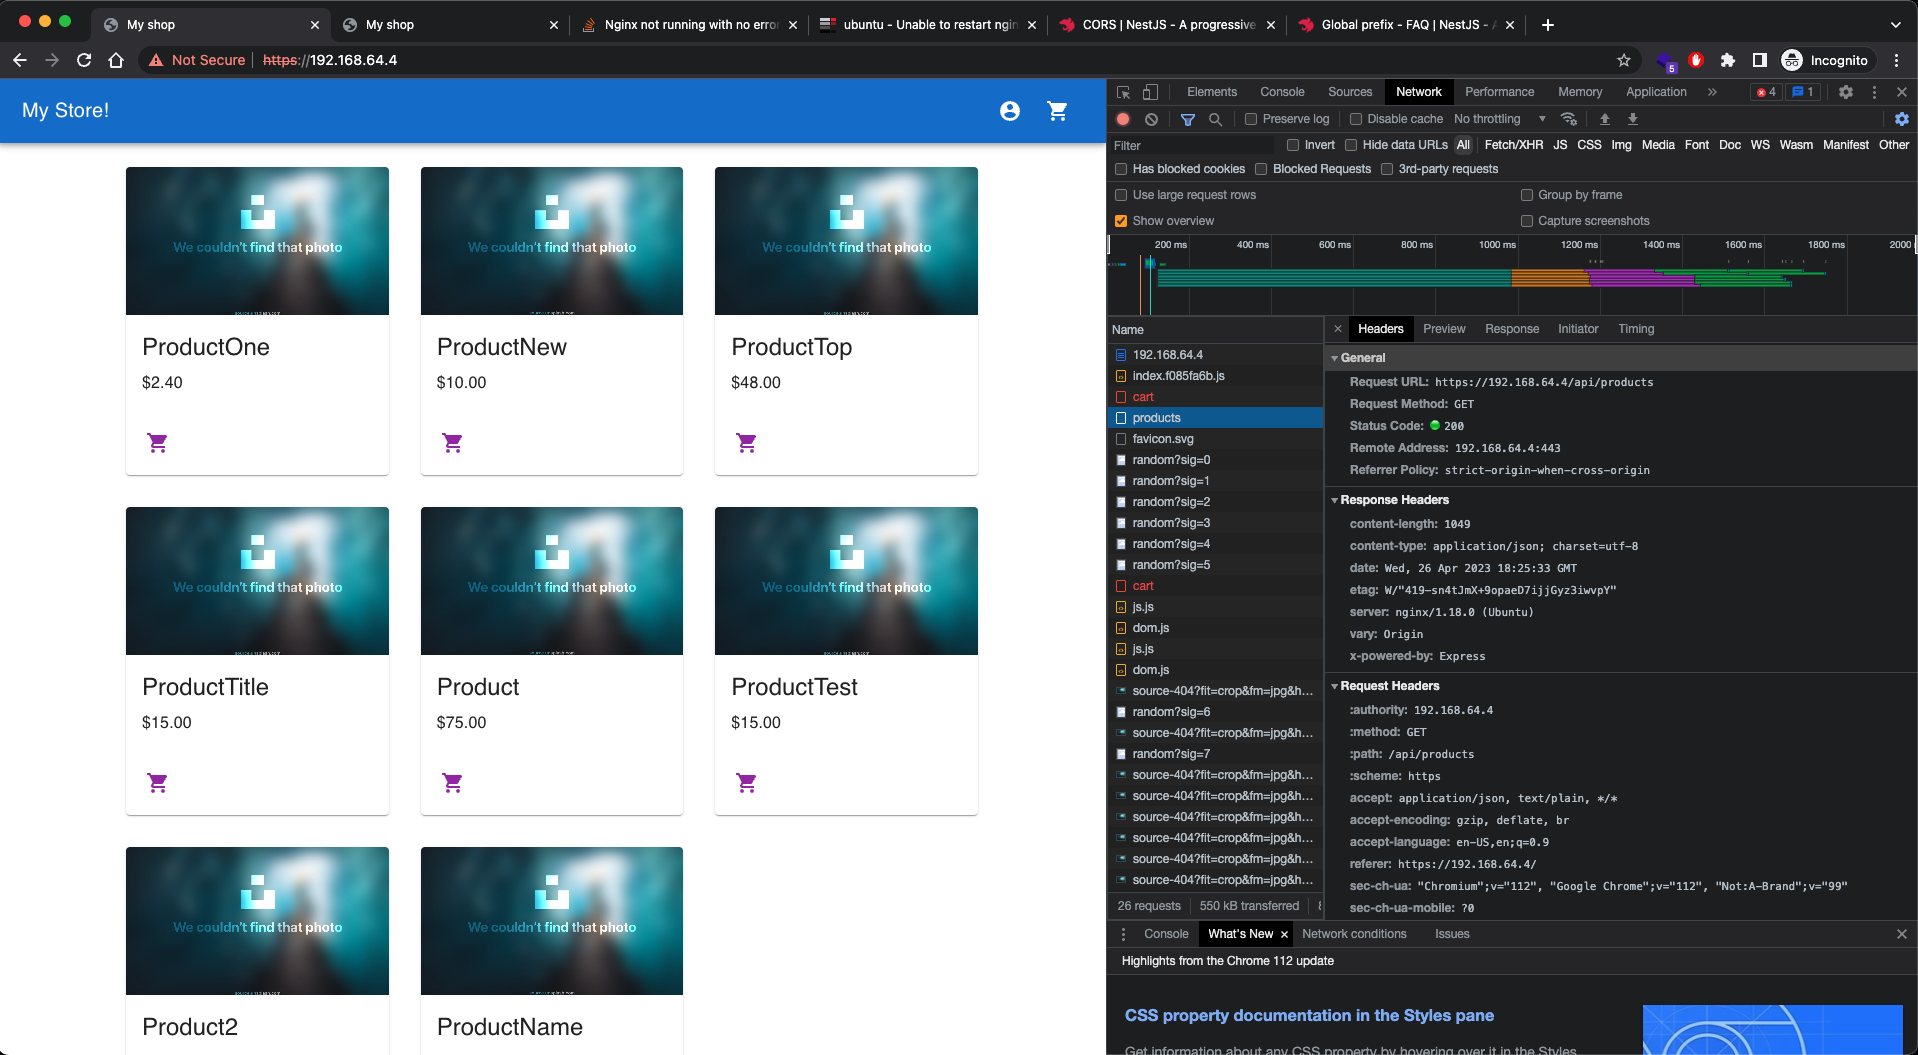 My shop
My shop
Nginx not running with no erro
ubuntu - Unable to restart ngin
CORS | NestJS - A progressive
Global prefix - FAQ | NestJS - A
Not Secure
https://192.168.64.4
5
Incognito
My Store!
We couldn't find that photo
We couldn't find that photo
We couldn't find that photo
ProductOne
ProductNew
ProductTop
$2.40
$10.00
$48.00
We couldn't find that photo
We couldn't find that photo
We couldn't find that photo
ProductTitle
Product
ProductTest
$15.00
$75.00
$15.00
We couldn't find that photo
We couldn't find that photo
Product2
ProductName
Elements Console Sources Network Performance Memory Application » 4 1
Preserve log Disable cache No throttling
Filter Invert Hide data URLs All Fetch/XHR JS CSS Img Media Font Doc WS Wasm Manifest Other
Has blocked cookies Blocked Requests 3rd-party requests
Use large request rows Group by frame
Show overview Capture screenshots
200 ms 400 ms 600 ms 800 ms 1000 ms 1200 ms 1400 ms 1600 ms 1800 ms 2000
Name
192.168.64.4
index.f085fa6b.js
cart
products
favicon.svg
random?sig=0
random?sig=1
random?sig=2
random?sig=3
random?sig=4
random?sig=5
cart
js.js
dom.js
js.js
dom.js
source-404?fit=crop&fm=jpg&h...
random?sig=6
source-404?fit=crop&fm=jpg&h...
random?sig=7
source-404?fit=crop&fm=jpg&h...
source-404?fit=crop&fm=jpg&h...
source-404?fit=crop&fm=jpg&h...
source-404?fit=crop&fm=jpg&h...
source-404?fit=crop&fm=jpg&h...
source-404?fit=crop&fm=jpg&h...
26 requests 550 kB transferred
Headers Preview Response Initiator Timing
General
Request URL: https://192.168.64.4/api/products
Request Method: GET
Status Code: 200
Remote Address: 192.168.64.4:443
Referrer Policy: strict-origin-when-cross-origin
Response Headers
content-length: 1049
content-type: application/json; charset=utf-8
date: Wed, 26 Apr 2023 18:25:33 GMT
etag: W/"419-sn4tJmX+9opaeD7ijjGyz3iwvpY"
server: nginx/1.18.0 (Ubuntu)
vary: Origin
x-powered-by: Express
Request Headers
:authority: 192.168.64.4
:method: GET
:path: /api/products
:scheme: https
accept: application/json, text/plain, */*
accept-encoding: gzip, deflate, br
accept-language: en-US,en;q=0.9
referer: https://192.168.64.4/
sec-ch-ua: "Chromium";v="112", "Google Chrome";v="112", "Not:A-Brand";v="99"
sec-ch-ua-mobile: ?0
Console What's New Network conditions Issues
Highlights from the Chrome 112 update
CSS property documentation in the Styles pane
Get information about any CSS property by hovering over it in the Styles